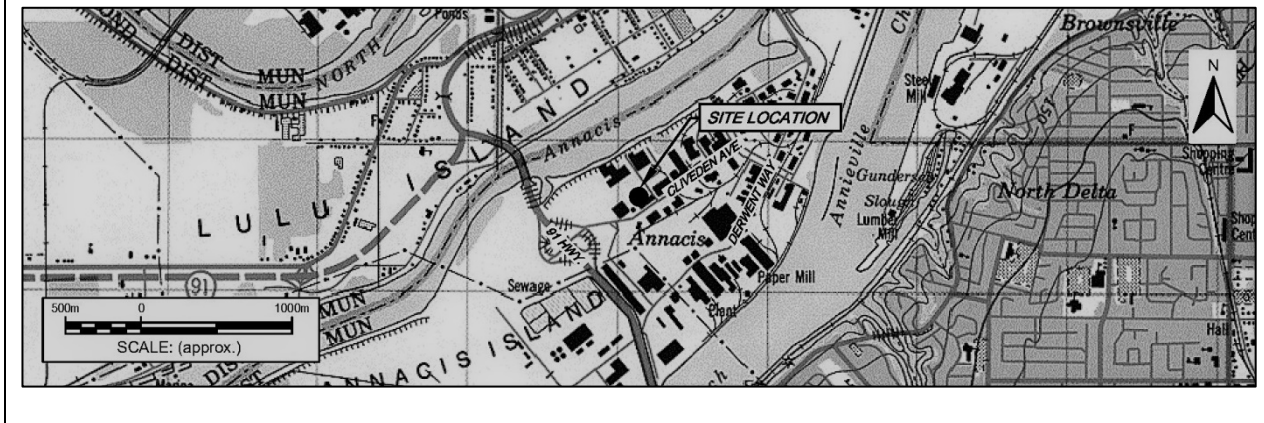 Ponds
Brownsville
DIST
MUN
NORTH
DIST
MUN
N
Steel
Mill
SITE LOCATION
Annacis
ISLAND
CLIVEDEN AVE
DERWENT WAY
Annieville
Gunderson
Slough
Lumber
Mill
North Delta
Shopping
Centre
LULU
91 HWY
Annacis
Paper Mill
Plant
Sewage
91
MUN
MUN
DIST
ANNACIS ISLAND
Hall
500m 0 1000m
SCALE: (approx.)